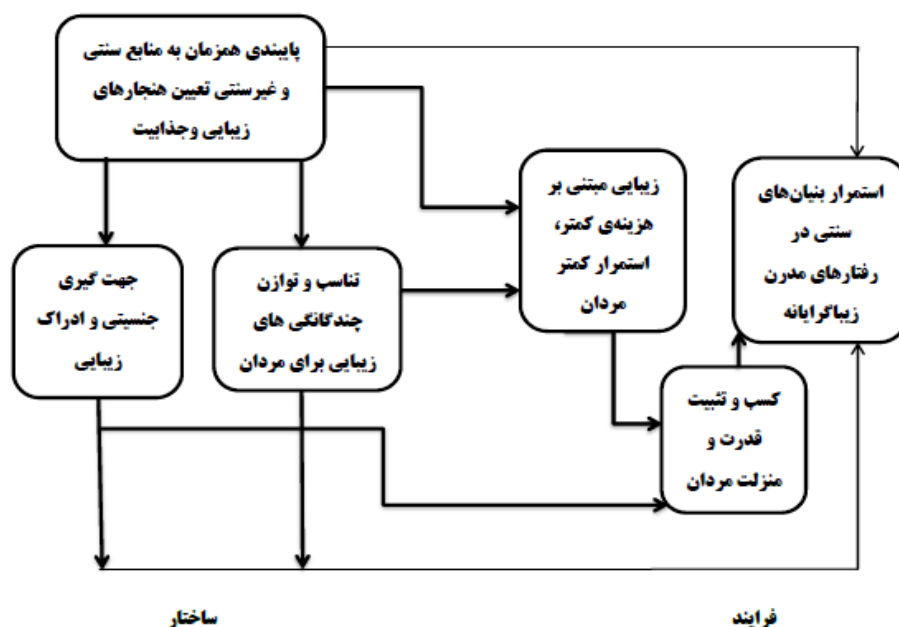 پایبندی همزمان به منابع سنتی
و غیرسنتی تعیین هنجارهای
زیبایی وجذابیت
زیبایی مبتنی بر
هزینه‌ی کمتر،
استمرار کمتر
مردان
استمرار بنیان‌های
سنتی در
رفتارهای مدرن
زیباگرایانه
جهت گیری
جنسیتی و ادراک
زیبایی
تناسب و توازن
چندگانگی های
زیبایی برای مردان
کسب و تثبیت
قدرت و
منزلت مردان
ساختار
فرایند